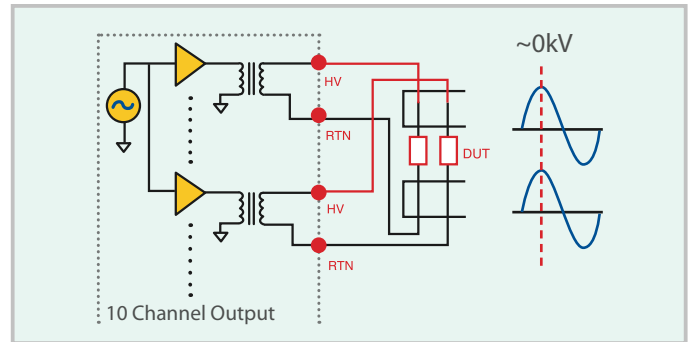 ~0kV
HV
RTN
DUT
HV
RTN
10 Channel Output